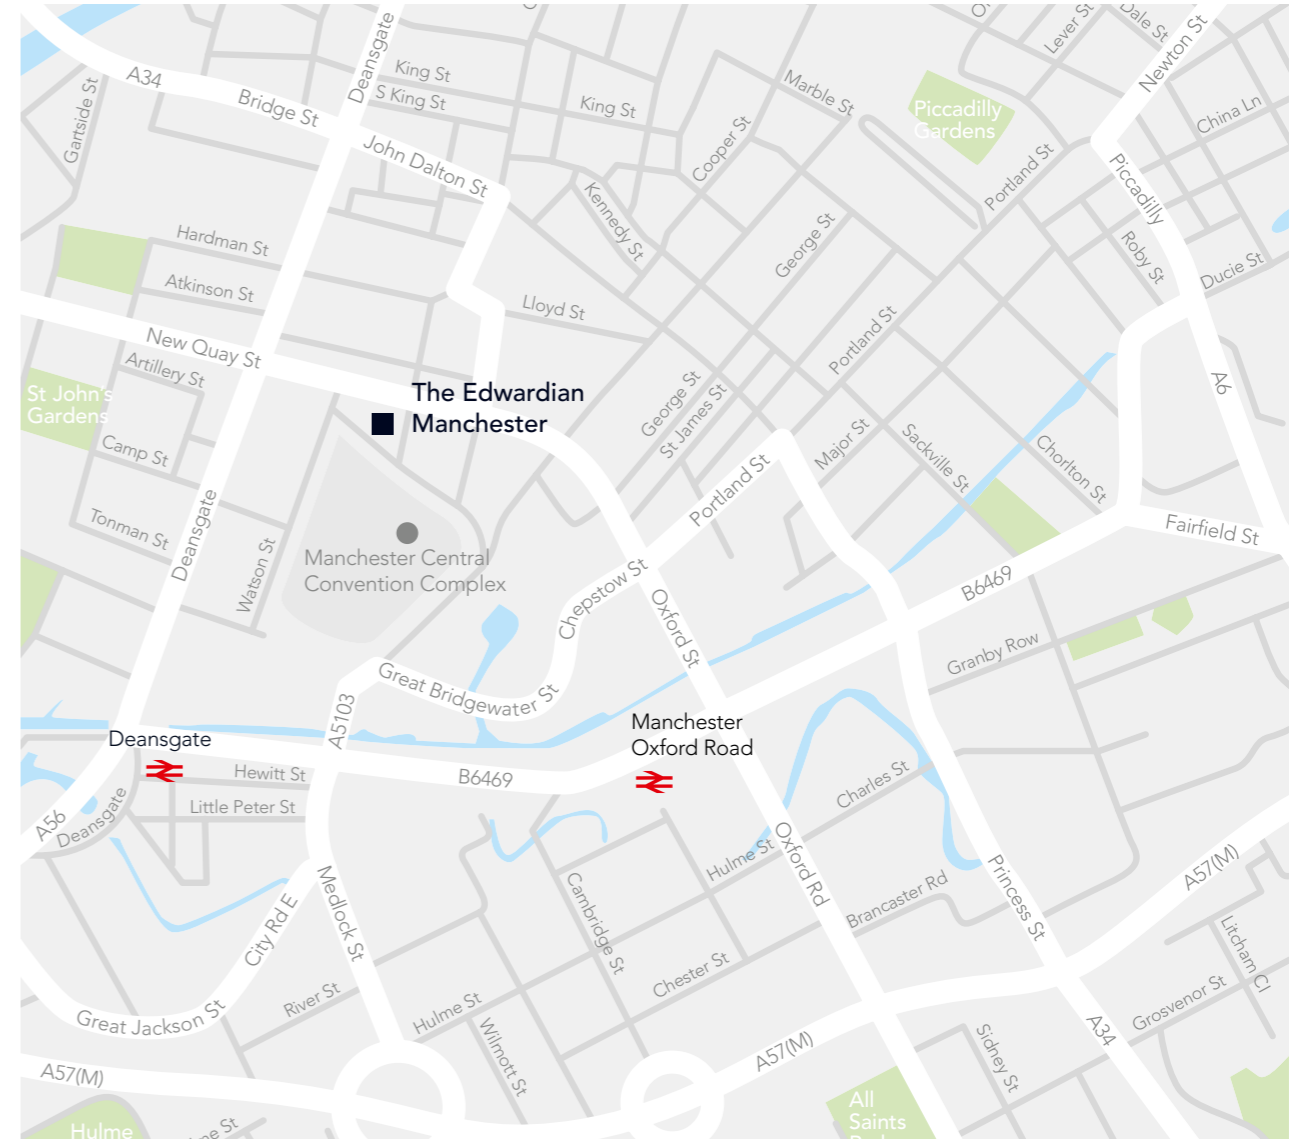 A34
Bridge St
Deansgate
King St
S King St
King St
Marble St
Piccadilly
Gardens
Lever St
Dale St
Newton St
China Ln
Gartside St
John Dalton St
Cooper St
Kennedy St
George St
Portland St
Piccadilly
Roby St
Ducie St
Hardman St
Atkinson St
Lloyd St
Portland St
New Quay St
Artillery St
St John's
Gardens
The Edwardian
Manchester
George St
St James St
A6
Camp St
Major St
Sackville St
Chorlton St
Portland St
Tonman St
Deansgate
Watson St
Manchester Central
Convention Complex
Fairfield St
Chepstow St
Oxford St
B6469
Granby Row
Great Bridgewater St
A5103
Deansgate
Manchester
Oxford Road
Hewitt St
B6469
Little Peter St
Charles St
A56
Deansgate
Hulme St
Oxford Rd
Princess St
A57(M)
Medlock St
Cambridge St
Brancaster Rd
City Rd E
Litcham Cl
Chester St
River St
Hulme St
Great Jackson St
Wilmott St
Grosvenor St
A34
A57(M)
Sidney St
A57(M)
Hulme
All
Saints